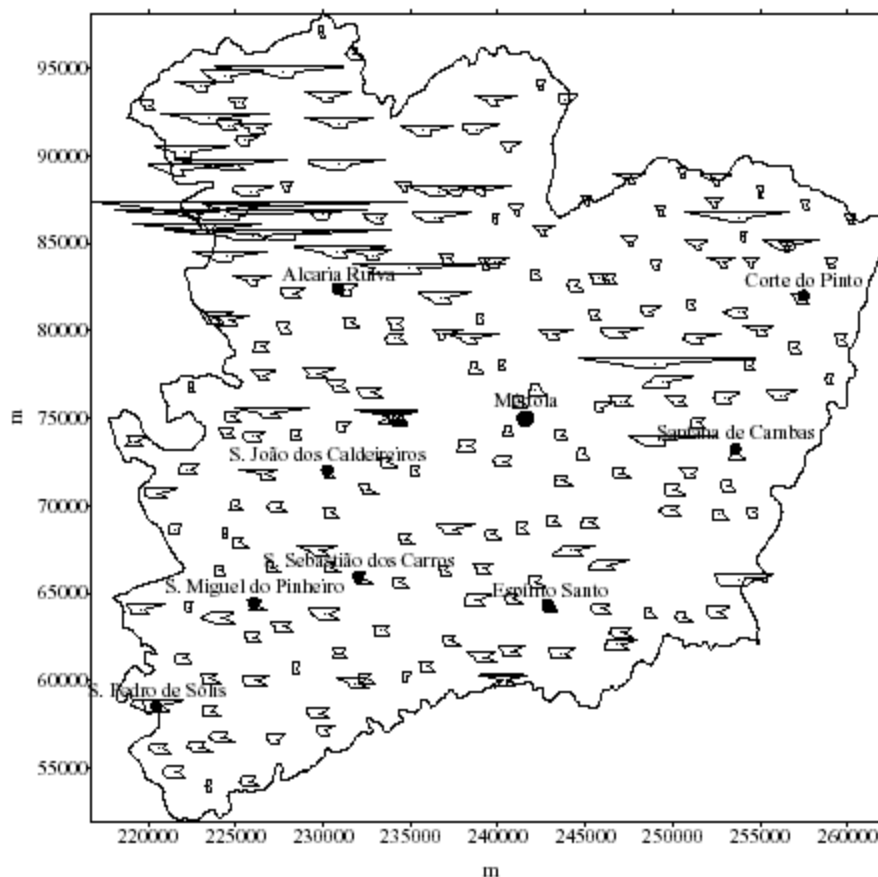 95000
90000
85000
Alcaria Ruiva
Corte do Pinto
80000
m
75000
Mértola
Santana de Cambas
S. João dos Caldeireiros
70000
S. Sebastião dos Carros
S. Miguel do Pinheiro
Espírito Santo
65000
60000
S. Pedro de Sólis
55000
220000 225000 230000 235000 240000 245000 250000 255000 260000
m